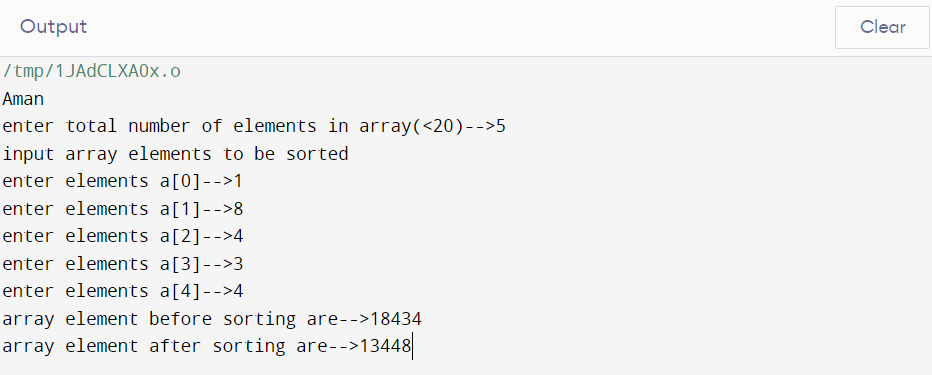 Output
Clear
/tmp/1JAdCLXA0x.o
Aman
enter total number of elements in array(<20)-->5
input array elements to be sorted
enter elements a[0]-->1
enter elements a[1]-->8
enter elements a[2]-->4
enter elements a[3]-->3
enter elements a[4]-->4
array element before sorting are-->18434
array element after sorting are-->13448